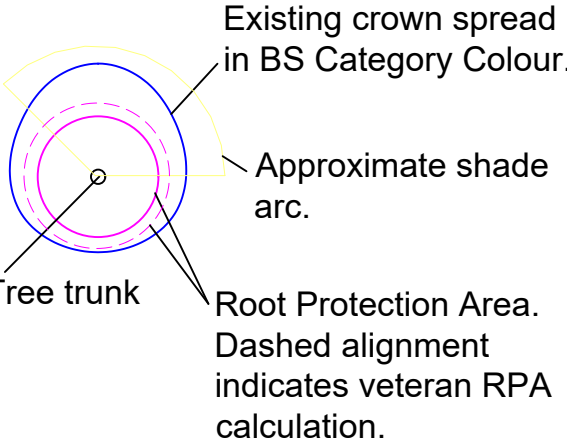 Existing crown spread
in BS Category Colour.
Approximate shade
arc.
Tree trunk
Root Protection Area.
Dashed alignment
indicates veteran RPA
calculation.